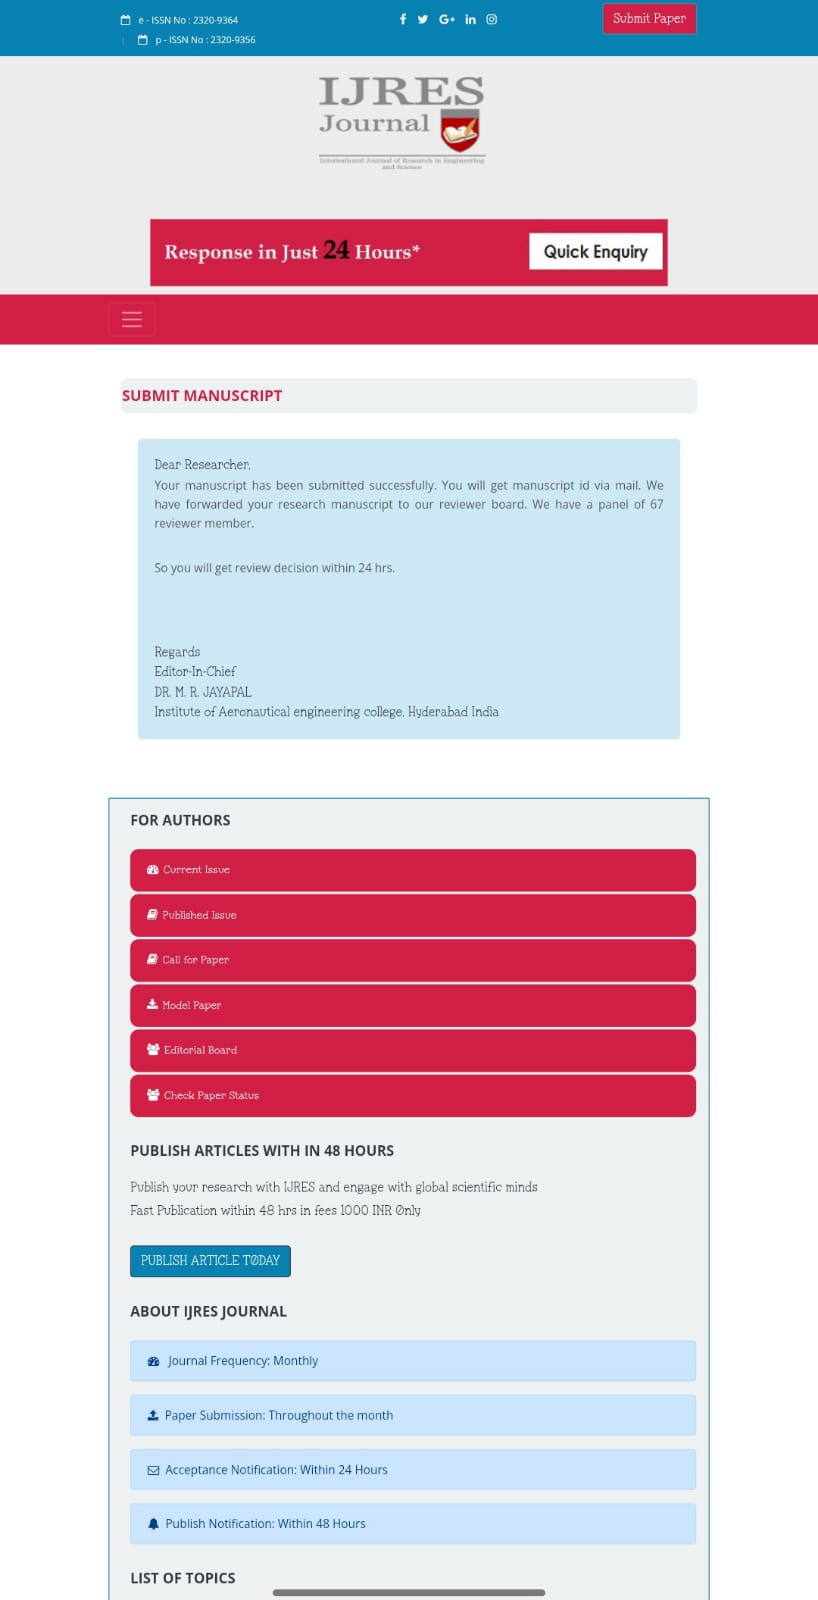 e - ISSN No : 2320-9364
p - ISSN No : 2320-9356
Submit Paper
IJRES
Journal
International Journal of Research in Engineering
and Science
Response in Just 24 Hours*
Quick Enquiry
SUBMIT MANUSCRIPT
Dear Researcher,
Your manuscript has been submitted successfully. You will get manuscript id via mail. We
have forwarded your research manuscript to our reviewer board. We have a panel of 67
reviewer member.
So you will get review decision within 24 hrs.
Regards
Editor-In-Chief
DR. M. R. JAYAPAL
Institute of Aeronautical engineering college, Hyderabad India
FOR AUTHORS
Current Issue
Published Issue
Call for Paper
Model Paper
Editorial Board
Check Paper Status
PUBLISH ARTICLES WITH IN 48 HOURS
Publish your research with IJRES and engage with global scientific minds
Fast Publication within 48 hrs in fees 1000 INR Only
PUBLISH ARTICLE TODAY
ABOUT IJRES JOURNAL
Journal Frequency: Monthly
Paper Submission: Throughout the month
Acceptance Notification: Within 24 Hours
Publish Notification: Within 48 Hours
LIST OF TOPICS